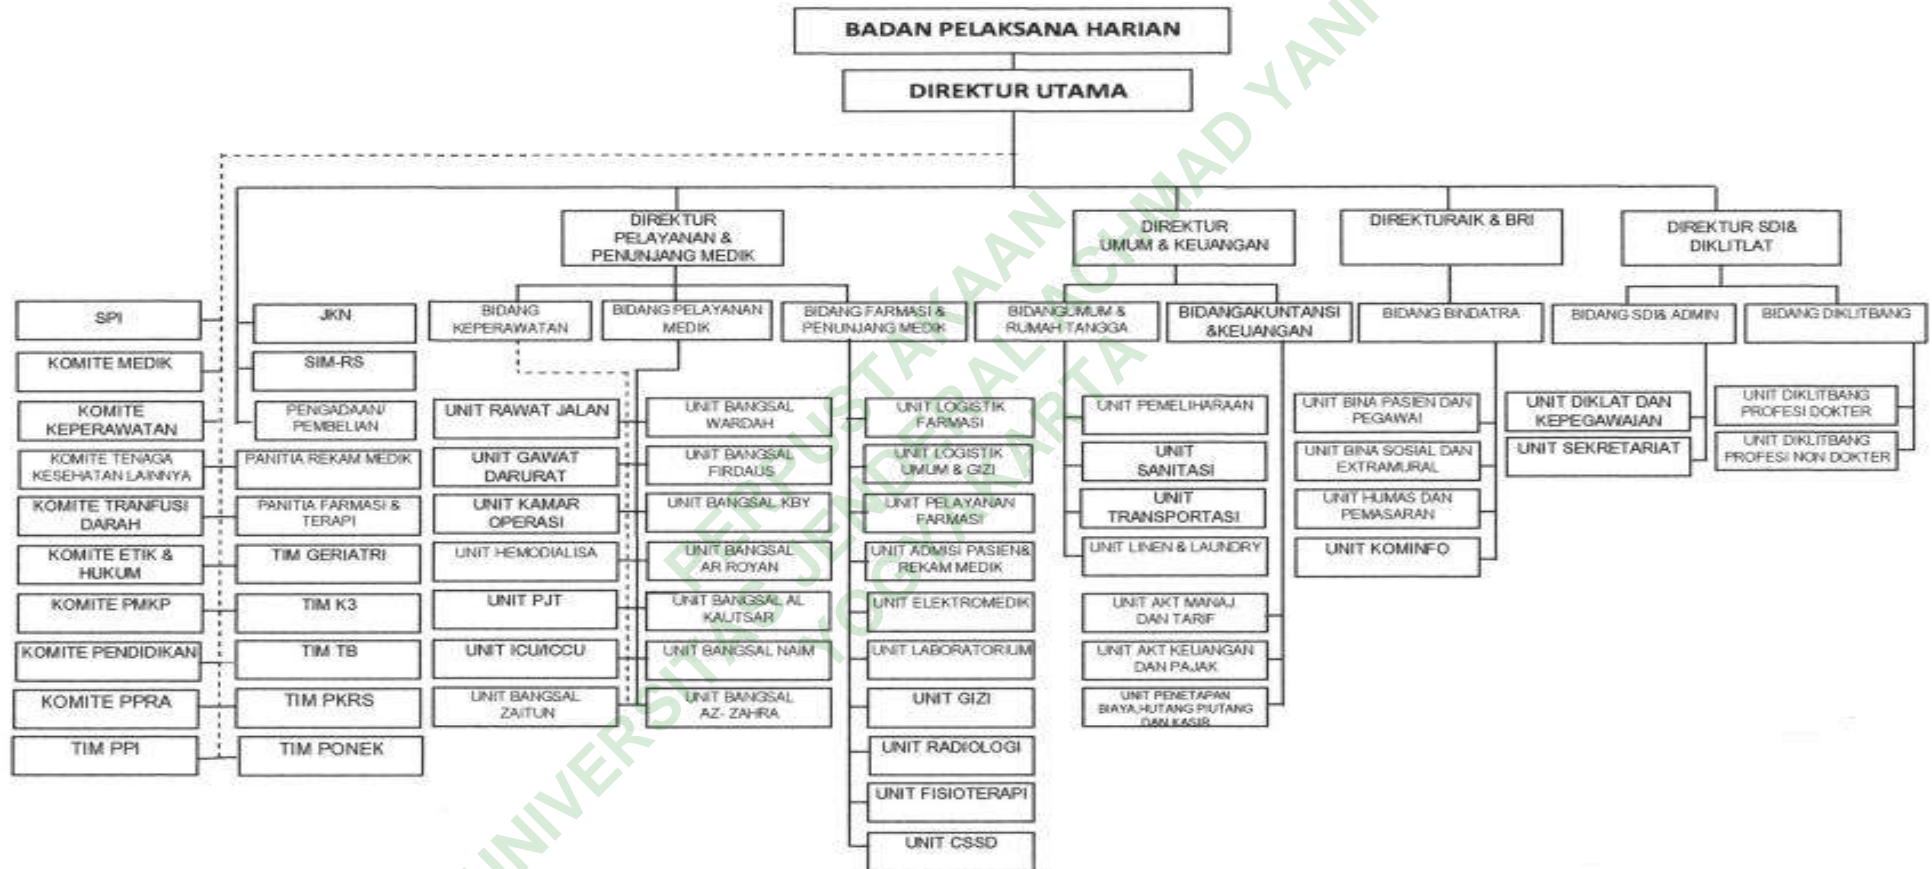 BADAN PELAKSANA HARIAN
DIREKTUR UTAMA
DIREKTUR
PELAYANAN &
PENUNJANG MEDIK
DIREKTUR
UMUM & KEUANGAN
DIREKTURAIK & BRI
DIREKTUR SDI&
DIKLITLAT
SPI
JKN
BIDANG
KEPERAWATAN
BIDANG PELAYANAN
MEDIK
BIDANG FARMASI &
PENUNJANG MEDIK
BIDANGUMUM &
RUMAH TANGGA
BIDANGAKUNTANSI
&KEUANGAN
BIDANG BINDATRA
BIDANG SDI& ADMIN
BIDANG DIKLITBANG
KOMITE MEDIK
SIM-RS
KOMITE
KEPERAWATAN
PENGADAAN/
PEMBELIAN
KOMITE TENAGA
KESEHATAN LAINNYA
PANITIA REKAM MEDIK
KOMITE TRANFUSI
DARAH
PANITIA FARMASI &
TERAPI
KOMITE ETIK &
HUKUM
TIM GERIATRI
KOMITE PMKP
TIM K3
KOMITE PENDIDIKAN
TIM TB
KOMITE PPRA
TIM PKRS
TIM PPI
TIM PONEK
UNIT RAWAT JALAN
UNIT GAWAT
DARURAT
UNIT KAMAR
OPERASI
UNIT HEMODIALISA
UNIT PJT
UNIT ICU/ICCU
UNIT BANGSAL
ZAITUN
UNIT BANGSAL
WARDAH
UNIT BANGSAL
FIRDAUS
UNIT BANGSAL KBY
UNIT BANGSAL
AR ROYAN
UNIT BANGSAL AL
KAUTSAR
UNIT BANGSAL NAIM
UNIT BANGSAL
AZ- ZAHRA
UNIT LOGISTIK
FARMASI
UNIT LOGISTIK
UMUM & GIZI
UNIT PELAYANAN
FARMASI
UNIT ADMISI PASIEN&
REKAM MEDIK
UNIT ELEKTROMEDIK
UNIT LABORATORIUM
UNIT GIZI
UNIT RADIOLOGI
UNIT FISIOTERAPI
UNIT CSSD
UNIT PEMELIHARAAN
UNIT
SANITASI
UNIT
TRANSPORTASI
UNIT LINEN & LAUNDRY
UNIT AKT MANAJ
DAN TARIF
UNIT AKT KEUANGAN
DAN PAJAK
UNIT PENETAPAN
BIAYA,HUTANG PIUTANG
DAN KASIR
UNIT BINA PASIEN DAN
PEGAWAI
UNIT BINA SOSIAL DAN
EXTRAMURAL
UNIT HUMAS DAN
PEMASARAN
UNIT KOMINFO
UNIT DIKLAT DAN
KEPEGAWAIAN
UNIT SEKRETARIAT
UNIT DIKLITBANG
PROFESI DOKTER
UNIT DIKLITBANG
PROFESI NON DOKTER
PERPUSTAKAAN
UNIVERSITAS JENDERAL ACHMAD YANI
YOGYAKARTA